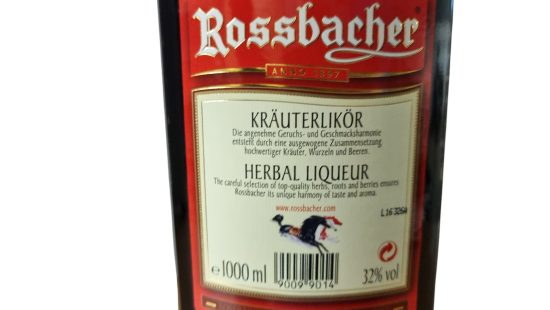 Rossbacher
ANNO 1897
KRÄUTERLIKÖR
Die angenehme Geruchs- und Geschmacksharmonie
entsteht durch eine ausgewogene Zusammensetzung
hochwertiger Kräuter, Wurzeln und Beeren.
HERBAL LIQUEUR
The careful selection of top-quality herbs, roots and berries ensures
Rossbacher its unique harmony of taste and aroma.
www.rossbacher.com
e 1000 ml
9009 9014
32% vol